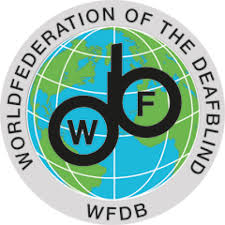 WORLDFEDERATION OF THE DEAFBLIND
W F
WFDB